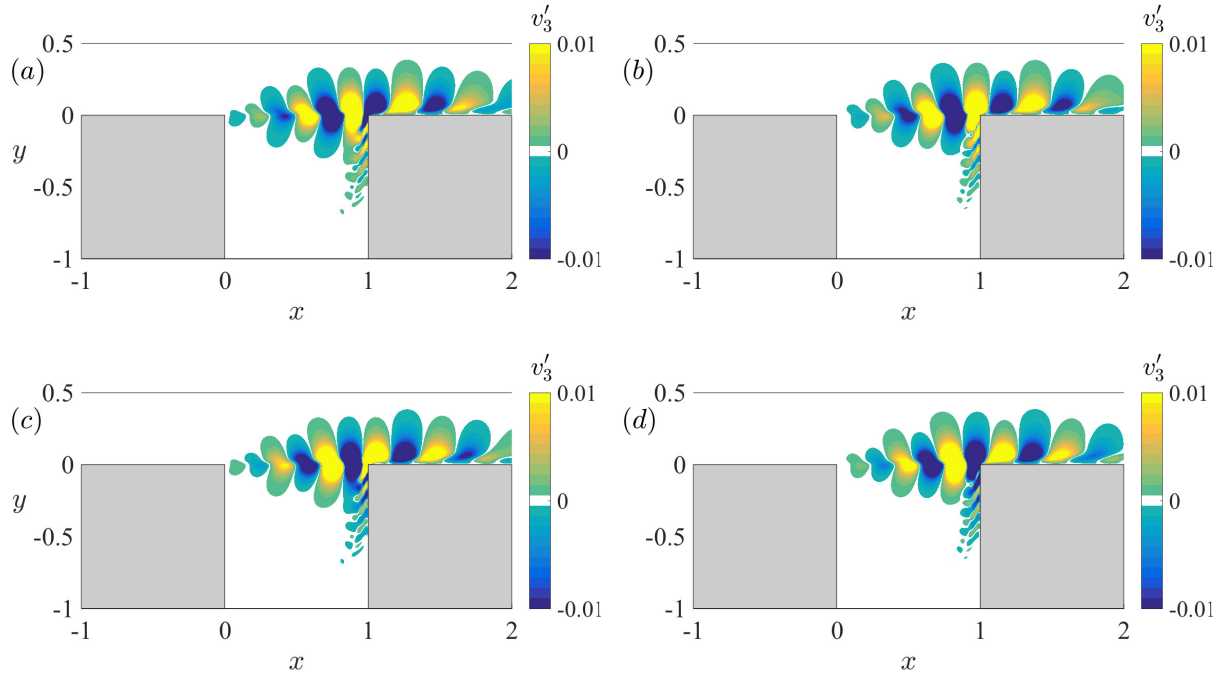 v′₃ v′₃
(a) 0.5 0.01 (b) 0.5 0.01
0 0 0 0
y
-0.5 -0.5
-1 -0.01 -1 -0.01
-1 0 1 2 -1 0 1 2
x x
v′₃ v′₃
0.5 0.01 0.5 0.01
(c) (d)
0 0 0 0
y
-0.5 -0.5
-1 -0.01 -1 -0.01
-1 0 1 2 -1 0 1 2
x x